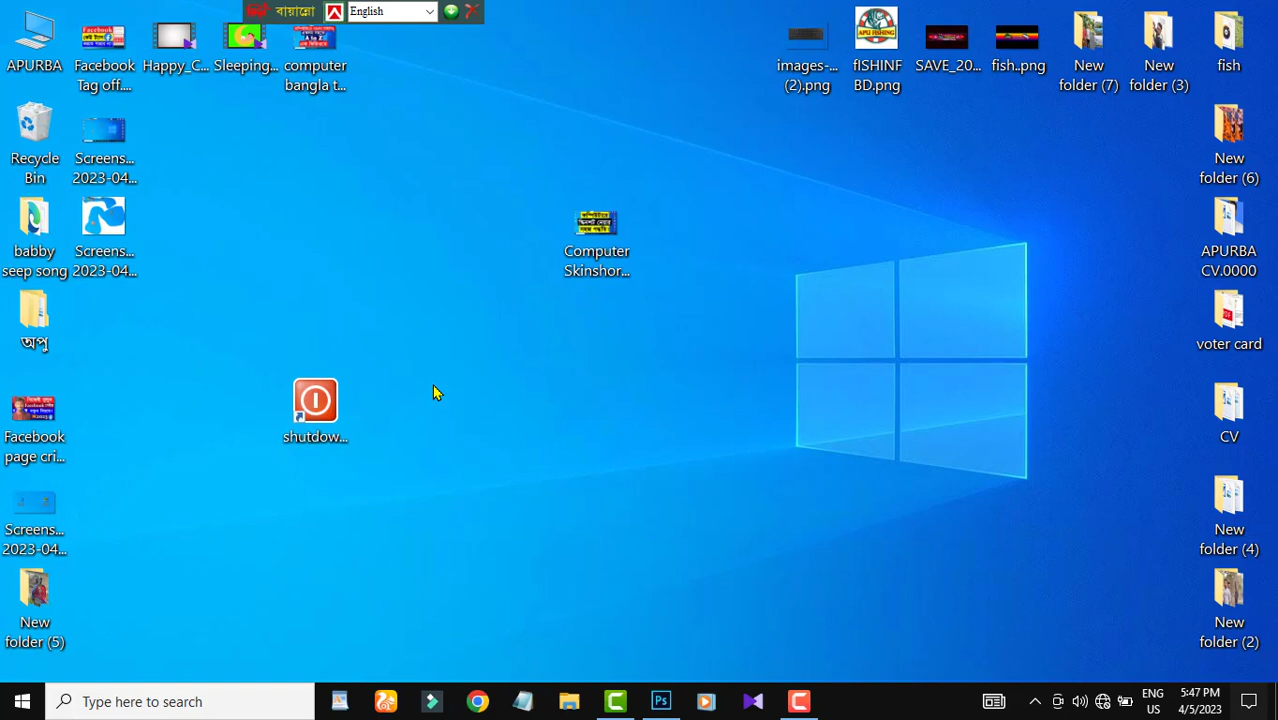 বায়ান্নো English
APURBA
Facebook
Tag off....
Happy_C...
Sleeping...
computer
bangla t...
images-...
(2).png
fISHINF
BD.png
SAVE_20...
fish..png
New
folder (7)
New
folder (3)
fish
Recycle
Bin
Screens...
2023-04...
New
folder (6)
babby
seep song
Screens...
2023-04...
Computer
Skinshor...
APURBA
CV.0000
অপু
voter card
Facebook
page cri...
shutdow...
CV
Screens...
2023-04...
New
folder (4)
New
folder (5)
New
folder (2)
Type here to search
Ps
ENG
US
5:47 PM
4/5/2023